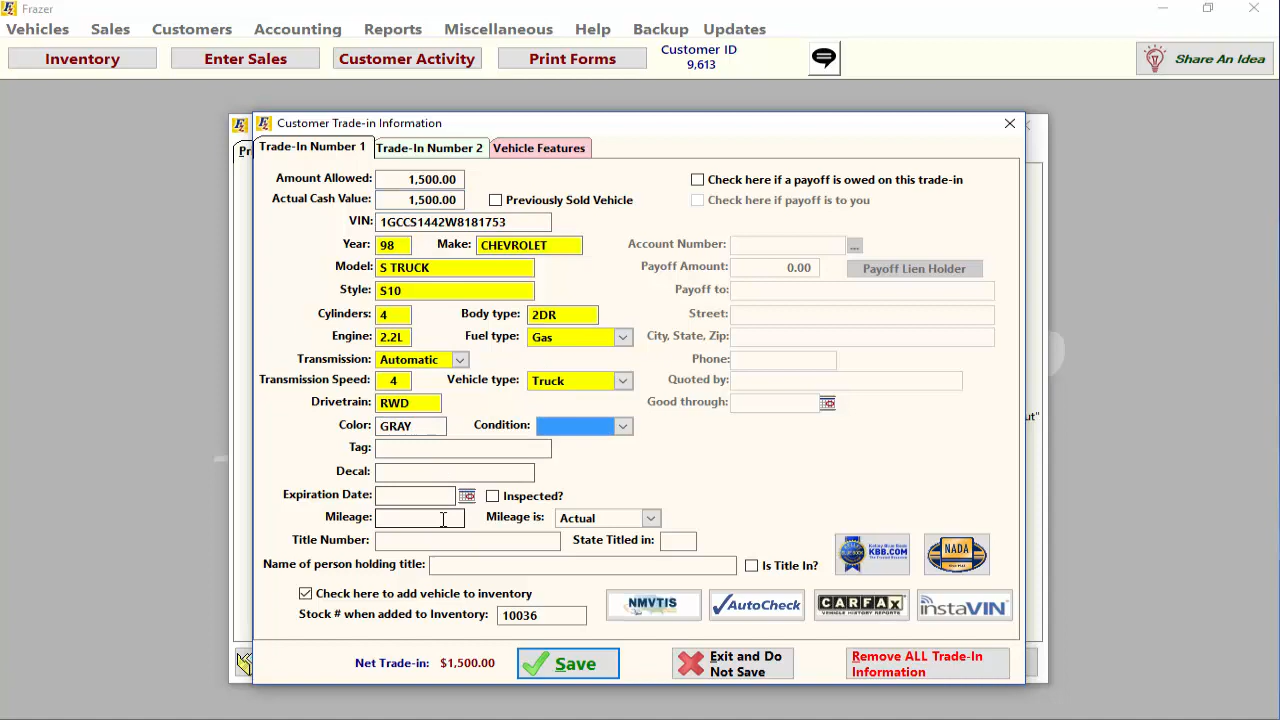 Frazer
Vehicles Sales Customers Accounting Reports Miscellaneous Help Backup Updates
Inventory Enter Sales Customer Activity Print Forms Customer ID 9,613 Share An Idea
Customer Trade-in Information
Trade-In Number 1 Trade-In Number 2 Vehicle Features
Amount Allowed: 1,500.00 Check here if a payoff is owed on this trade-in
Actual Cash Value: 1,500.00 Previously Sold Vehicle Check here if payoff is to you
VIN: 1GCCS1442W8181753
Year: 98 Make: CHEVROLET Account Number: ...
Model: S TRUCK Payoff Amount: 0.00 Payoff Lien Holder
Style: S10 Payoff to:
Cylinders: 4 Body type: 2DR Street:
Engine: 2.2L Fuel type: Gas City, State, Zip:
Transmission: Automatic Phone:
Transmission Speed: 4 Vehicle type: Truck Quoted by:
Drivetrain: RWD Good through:
Color: GRAY Condition:
Tag:
Decal:
Expiration Date: Inspected?
Mileage: Mileage is: Actual
Title Number: State Titled in:
KBB.COM NADA
Name of person holding title: Is Title In?
Check here to add vehicle to inventory
NMVTIS AutoCheck CARFAX VEHICLE HISTORY REPORTS instaVIN
Stock # when added to Inventory: 10036
Net Trade-in: $1,500.00 Save Exit and Do Not Save Remove ALL Trade-In Information